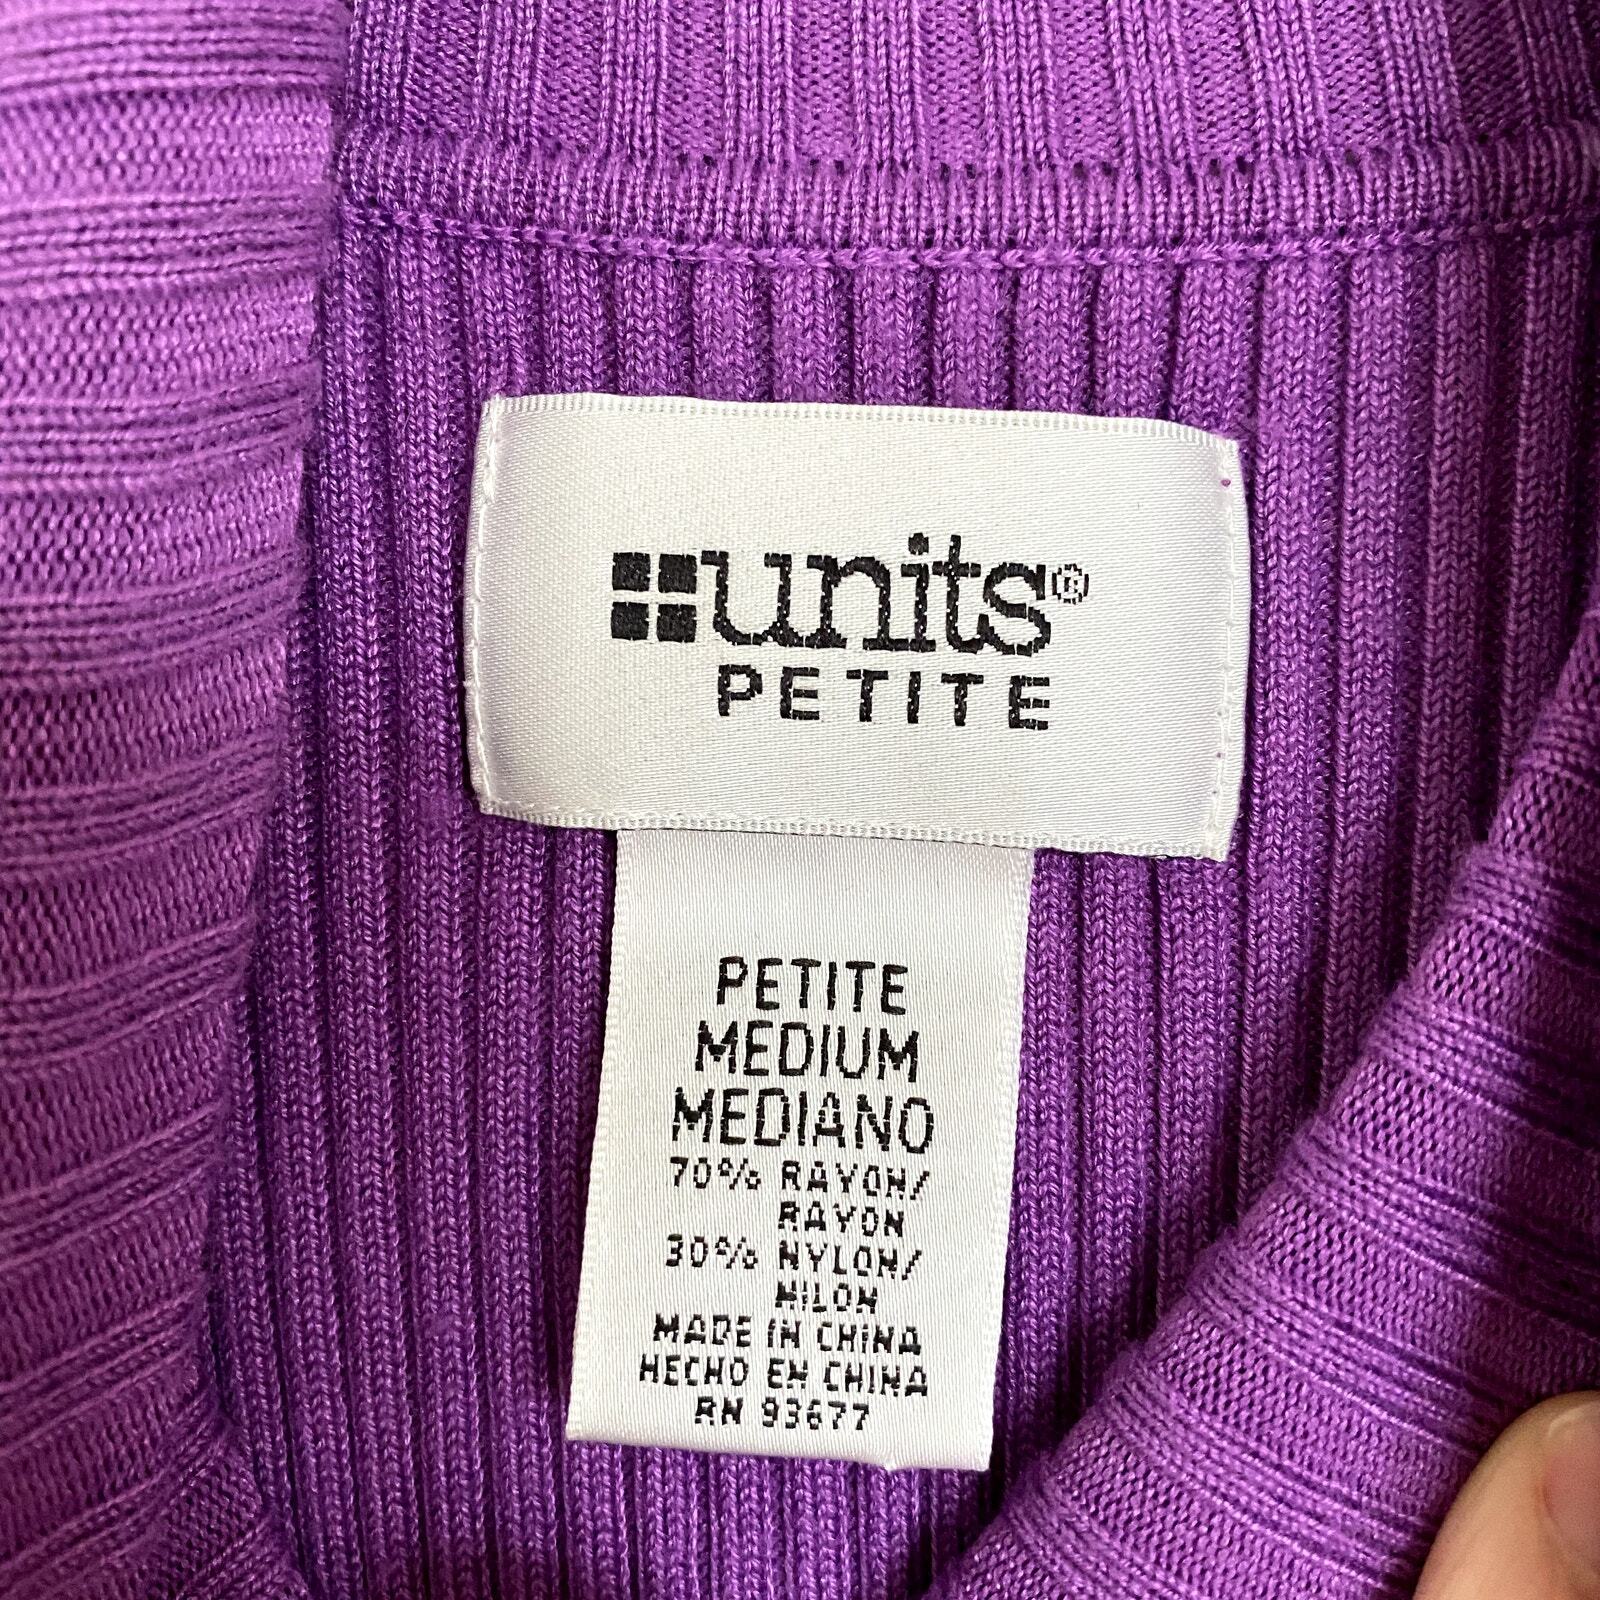 units®
PETITE
PETITE
MEDIUM
MEDIANO
70% RAYON/
RAYON
30% NYLON/
NILON
MADE IN CHINA
HECHO EN CHINA
RN 93677